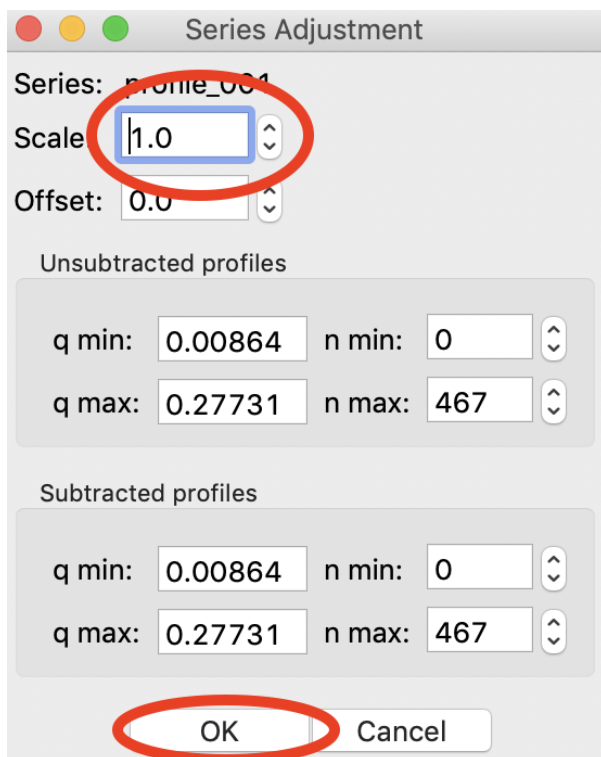 Series Adjustment
Series: profile_001
Scale: 1.0
Offset: 0.0
Unsubtracted profiles
q min: 0.00864 n min: 0
q max: 0.27731 n max: 467
Subtracted profiles
q min: 0.00864 n min: 0
q max: 0.27731 n max: 467
OK Cancel